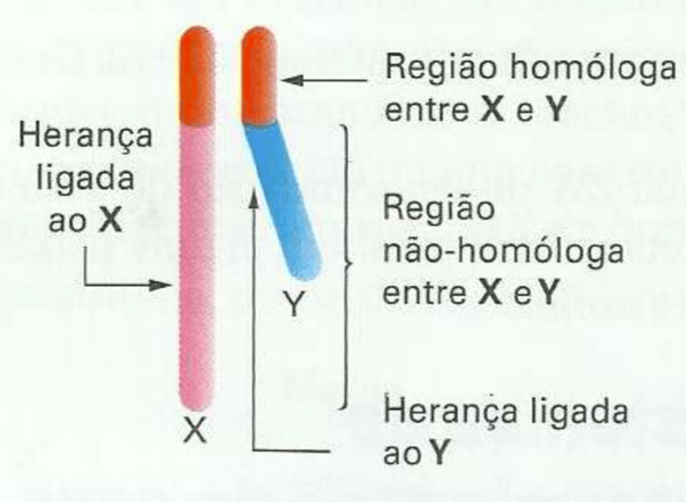 Região homóloga
entre X e Y
Herança
ligada
ao X
Região
não-homóloga
entre X e Y
Y
X
Herança ligada
ao Y